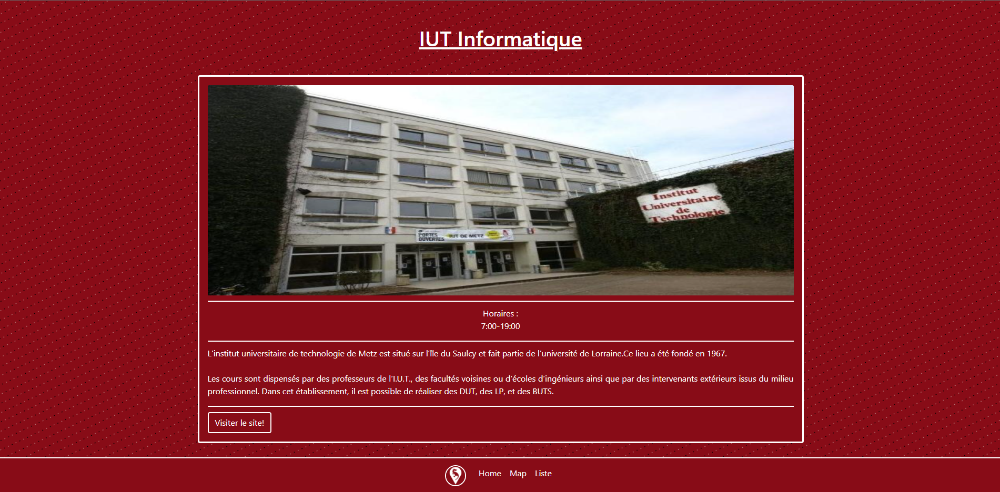 IUT Informatique
Institut
Universitaire
de
Technologie
PORTES
OUVERTES
IUT DE METZ
Horaires :
7:00-19:00
L'institut universitaire de technologie de Metz est situé sur l’île du Saulcy et fait partie de l’université de Lorraine.Ce lieu a été fondé en 1967.
Les cours sont dispensés par des professeurs de l’I.U.T., des facultés voisines ou d’écoles d’ingénieurs ainsi que par des intervenants extérieurs issus du milieu
professionnel. Dans cet établissement, il est possible de réaliser des DUT, des LP, et des BUTS.
Visiter le site!
Home Map Liste